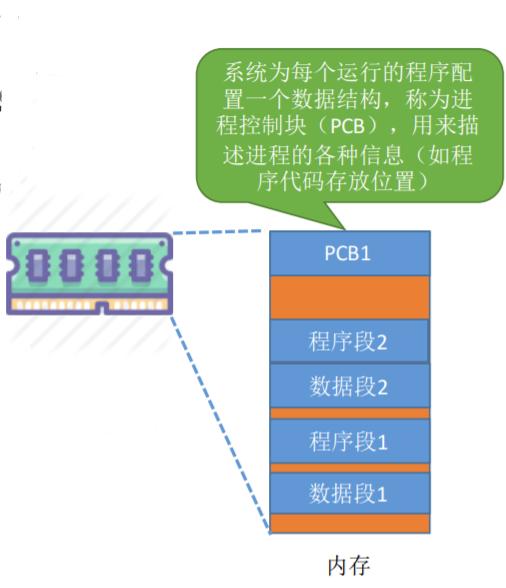 系统为每个运行的程序配
置一个数据结构，称为进
程控制块（PCB），用来描
述进程的各种信息（如程
序代码存放位置）
PCB1
程序段2
数据段2
程序段1
数据段1
内存